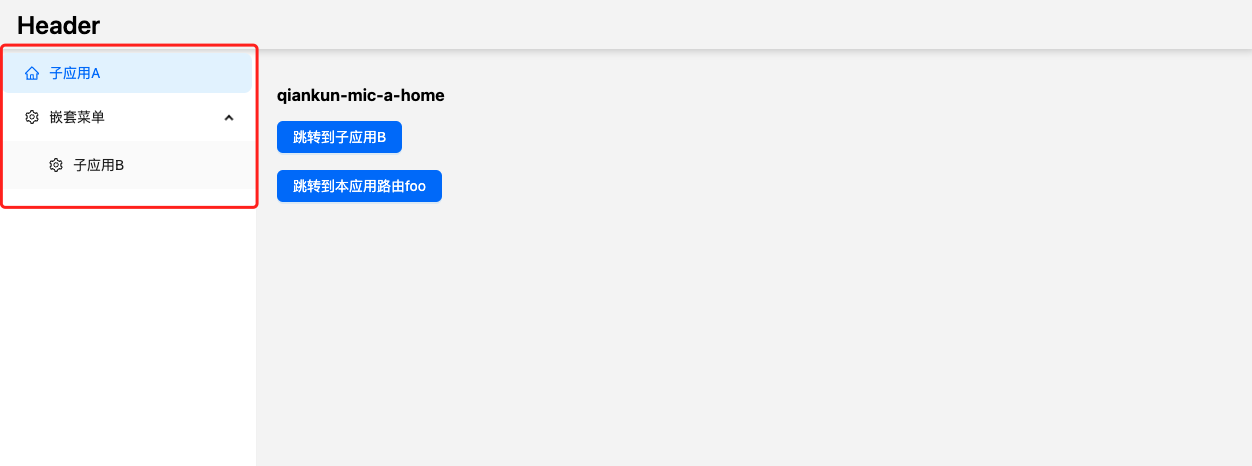 Header
子应用A
嵌套菜单
子应用B
qiankun-mic-a-home
跳转到子应用B
跳转到本应用路由foo